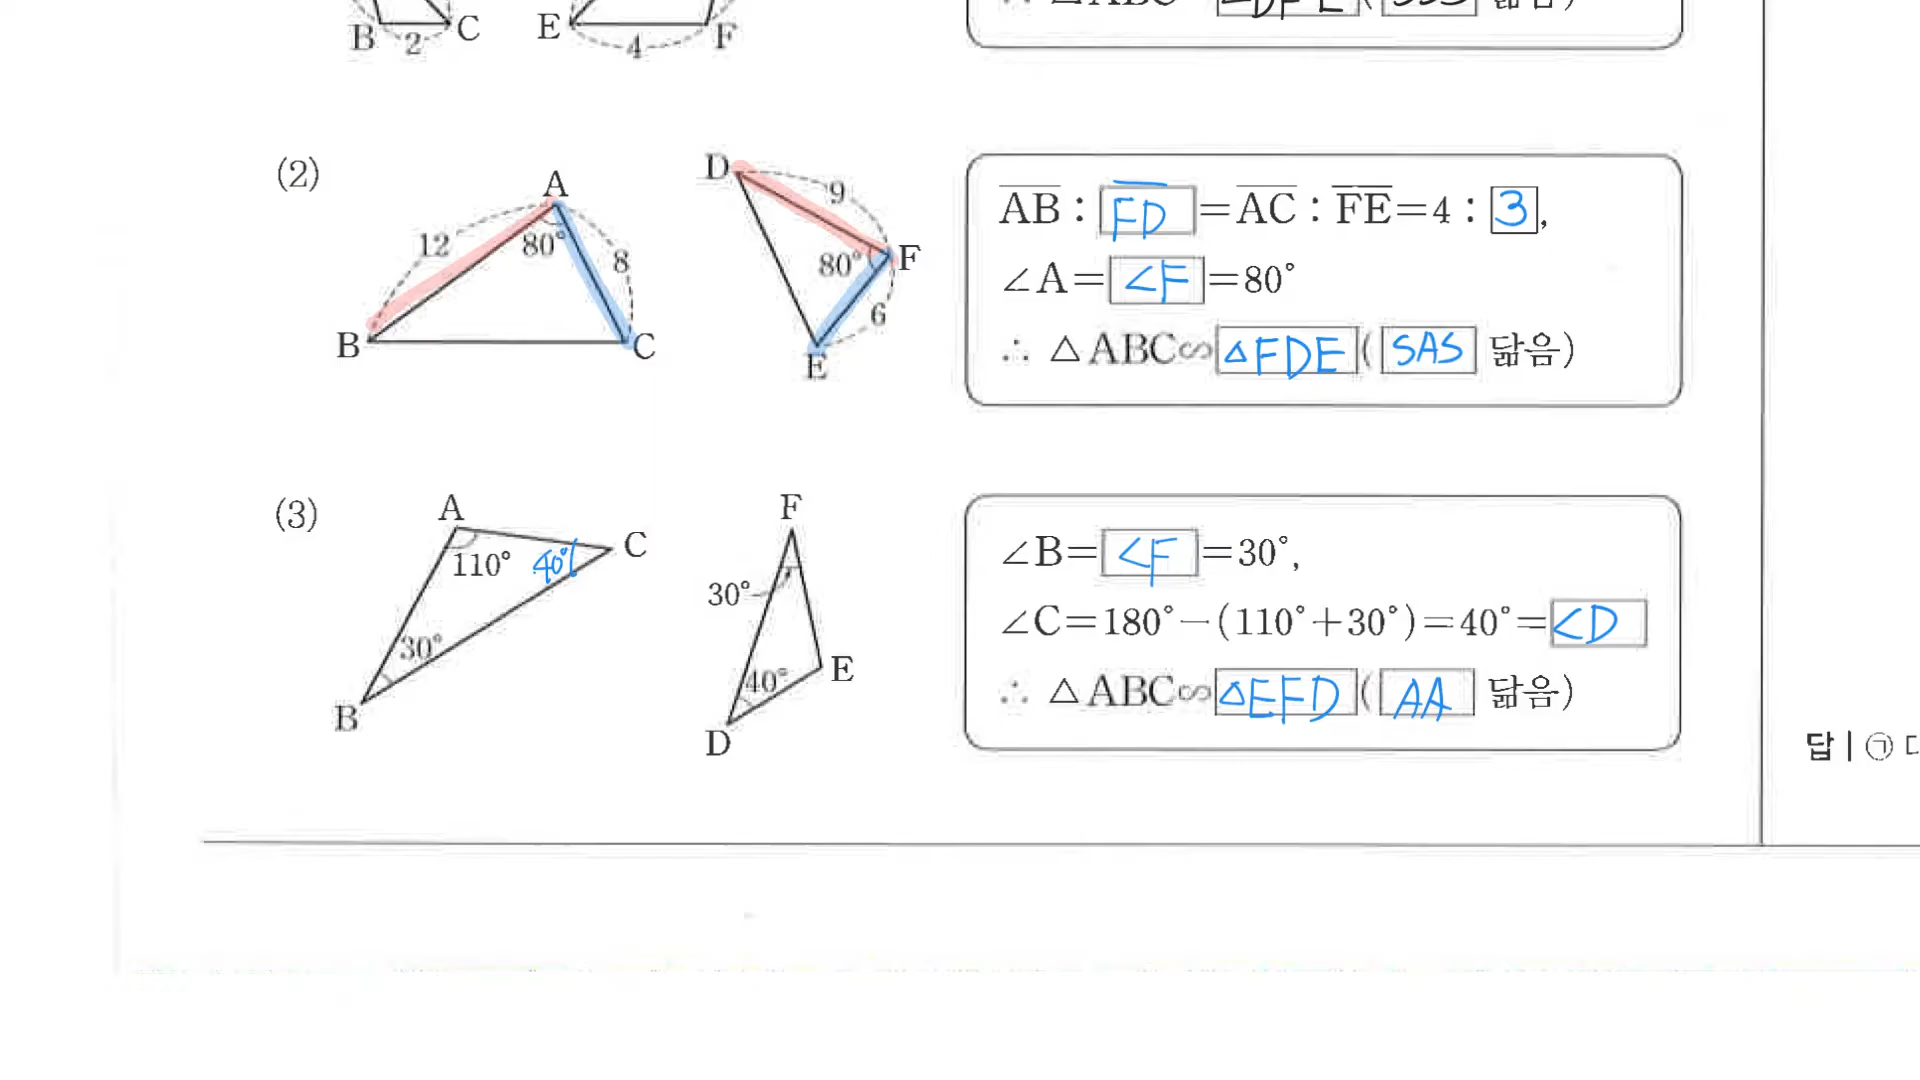 B 2 C E 4 F
(2)
A
12 80° 8
B C
D
9
80° F
6
E
AB : FD = AC : FE = 4 : 3,
∠A = ∠F = 80°
∴ △ABC∽△FDE ( SAS 닮음)
(3)
A
110° 40° C
30°
B
F
30°
40° E
D
∠B = ∠F = 30°,
∠C = 180° − (110° + 30°) = 40° = ∠D
∴ △ABC∽△EFD ( AA 닮음)
답 | ㉠